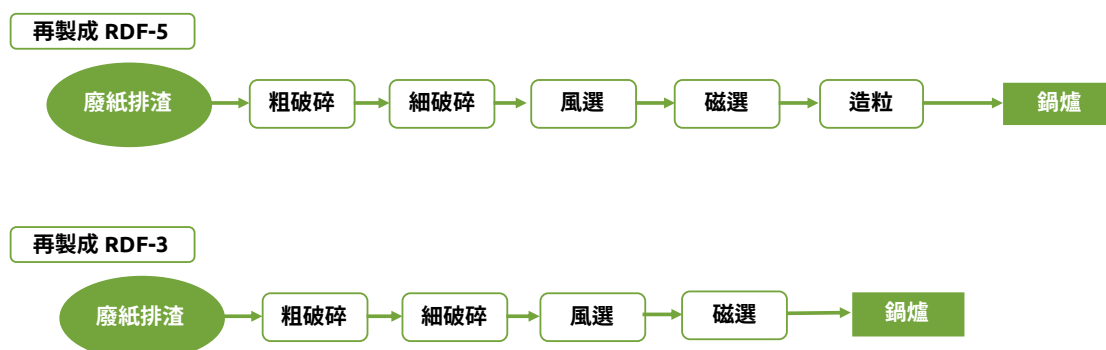 再製成 RDF-5
廢紙排渣
粗破碎
細破碎
風選
磁選
造粒
鍋爐
再製成 RDF-3
廢紙排渣
粗破碎
細破碎
風選
磁選
鍋爐